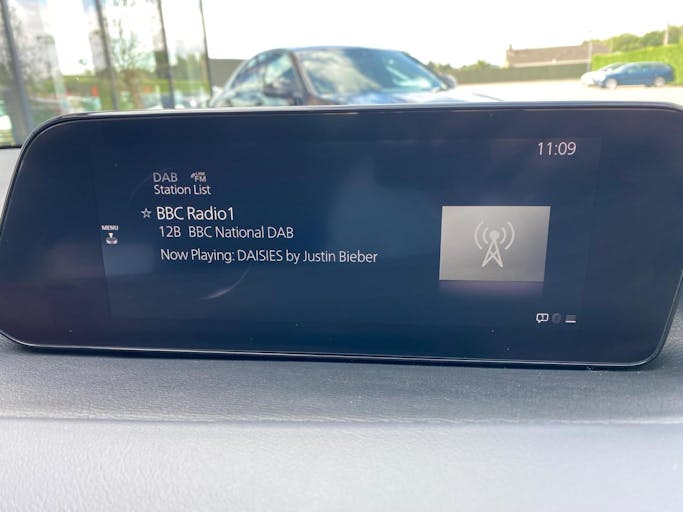 11:09
DAB LINK FM
Station List
☆ BBC Radio1
MENU
12B BBC National DAB
Now Playing: DAISIES by Justin Bieber